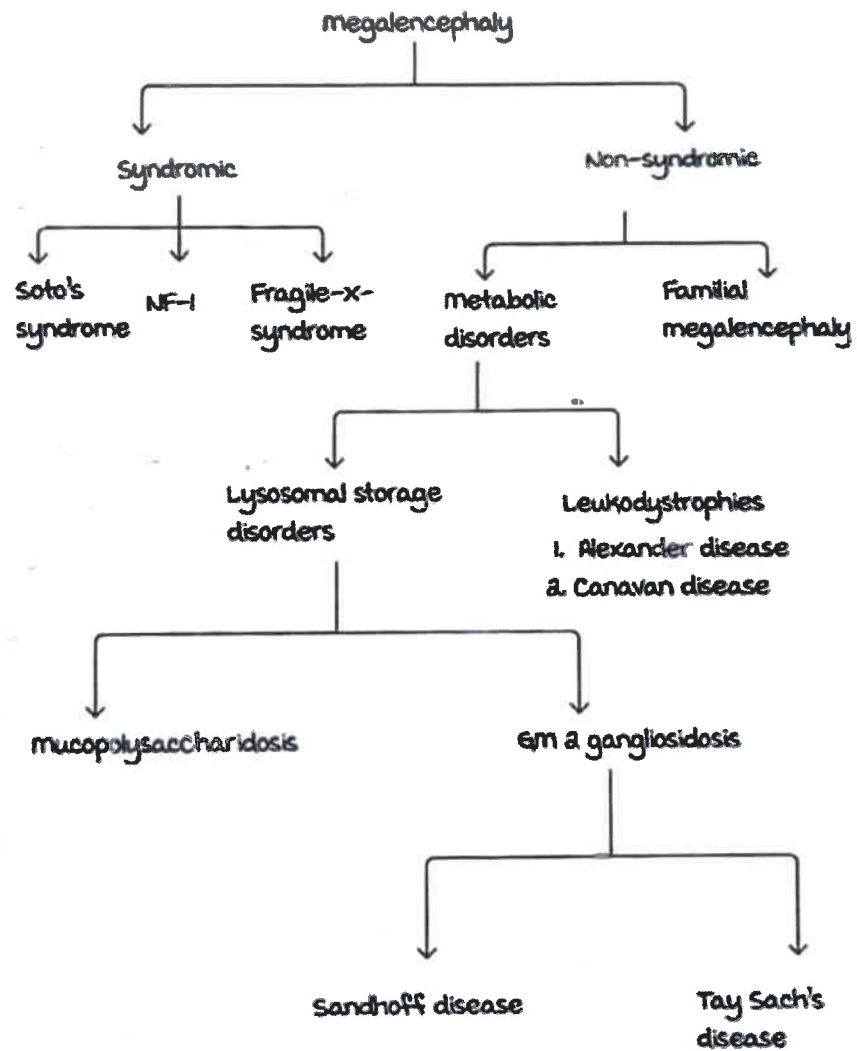 megalencephaly
Syndromic
Non-syndromic
Soto's
syndrome
NF-1
Fragile-x-
syndrome
metabolic
disorders
Familial
megalencephaly
Lysosomal storage
disorders
Leukodystrophies
1. Alexander disease
2. Canavan disease
mucopolysaccharidosis
Gm 2 gangliosidosis
Sandhoff disease
Tay Sach's
disease